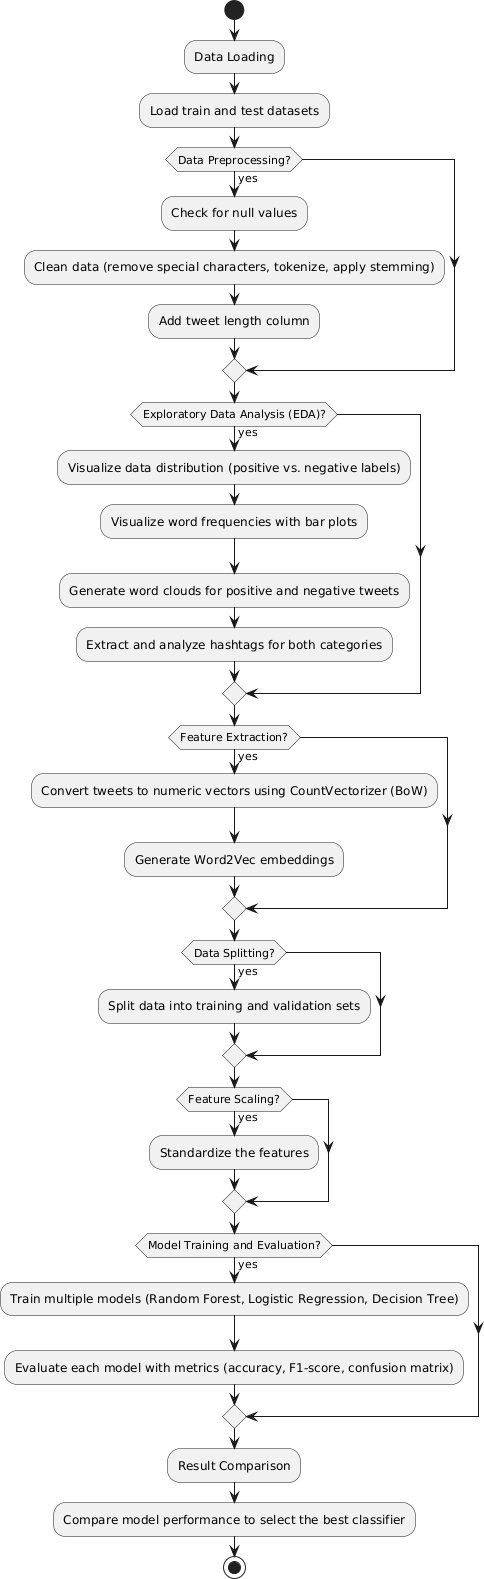 Data Loading
Load train and test datasets
Data Preprocessing?
yes
Check for null values
Clean data (remove special characters, tokenize, apply stemming)
Add tweet length column
Exploratory Data Analysis (EDA)?
yes
Visualize data distribution (positive vs. negative labels)
Visualize word frequencies with bar plots
Generate word clouds for positive and negative tweets
Extract and analyze hashtags for both categories
Feature Extraction?
yes
Convert tweets to numeric vectors using CountVectorizer (BoW)
Generate Word2Vec embeddings
Data Splitting?
yes
Split data into training and validation sets
Feature Scaling?
yes
Standardize the features
Model Training and Evaluation?
yes
Train multiple models (Random Forest, Logistic Regression, Decision Tree)
Evaluate each model with metrics (accuracy, F1-score, confusion matrix)
Result Comparison
Compare model performance to select the best classifier